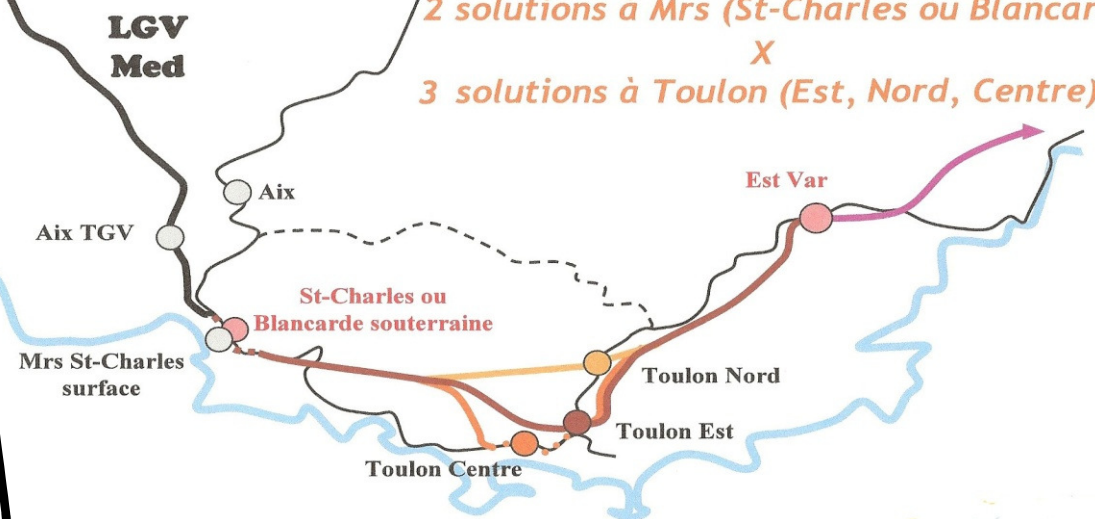 2 solutions a Mrs (St-Charles ou Blancar
X
3 solutions à Toulon (Est, Nord, Centre)
LGV
Med
Aix
Est Var
Aix TGV
St-Charles ou
Blancarde souterraine
Mrs St-Charles
surface
Toulon Nord
Toulon Est
Toulon Centre